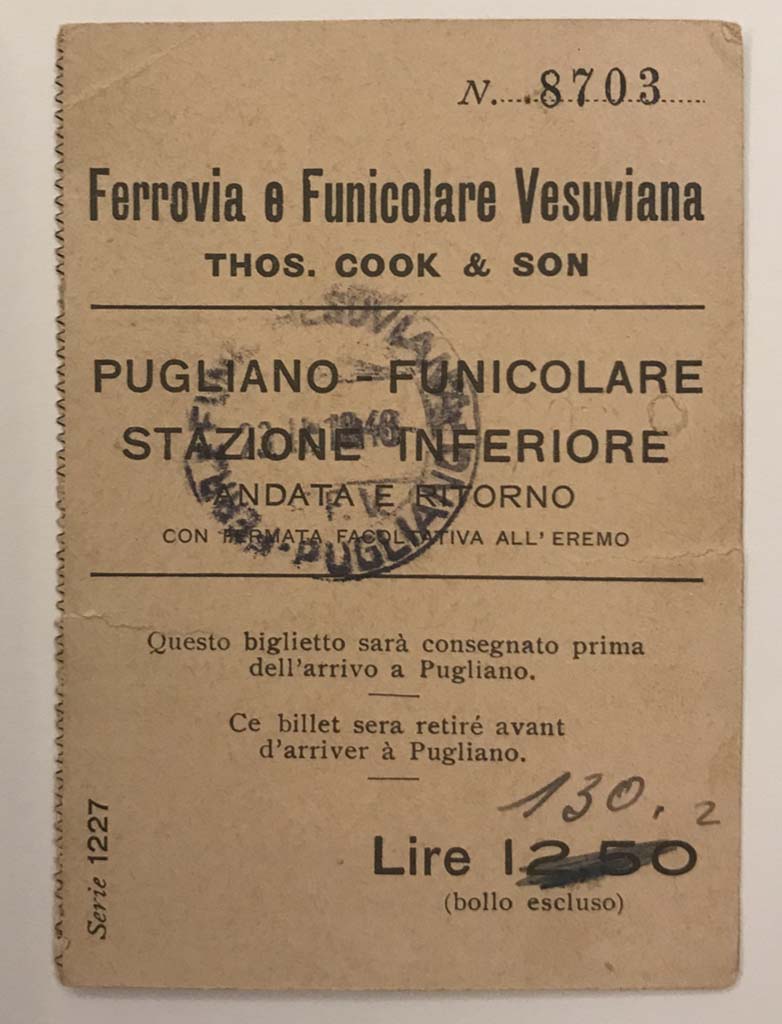 N. 8703
Ferrovia e Funicolare Vesuviana
THOS. COOK & SON
PUGLIANO - FUNICOLARE
STAZIONE INFERIORE
ANDATA E RITORNO
CON FERMATA FACOLTATIVA ALL' EREMO
PUGLIANO
Questo biglietto sarà consegnato prima
dell'arrivo a Pugliano.
Ce billet sera retiré avant
d'arriver à Pugliano.
130.
Lire 12.50
(bollo escluso)
Serie 1227